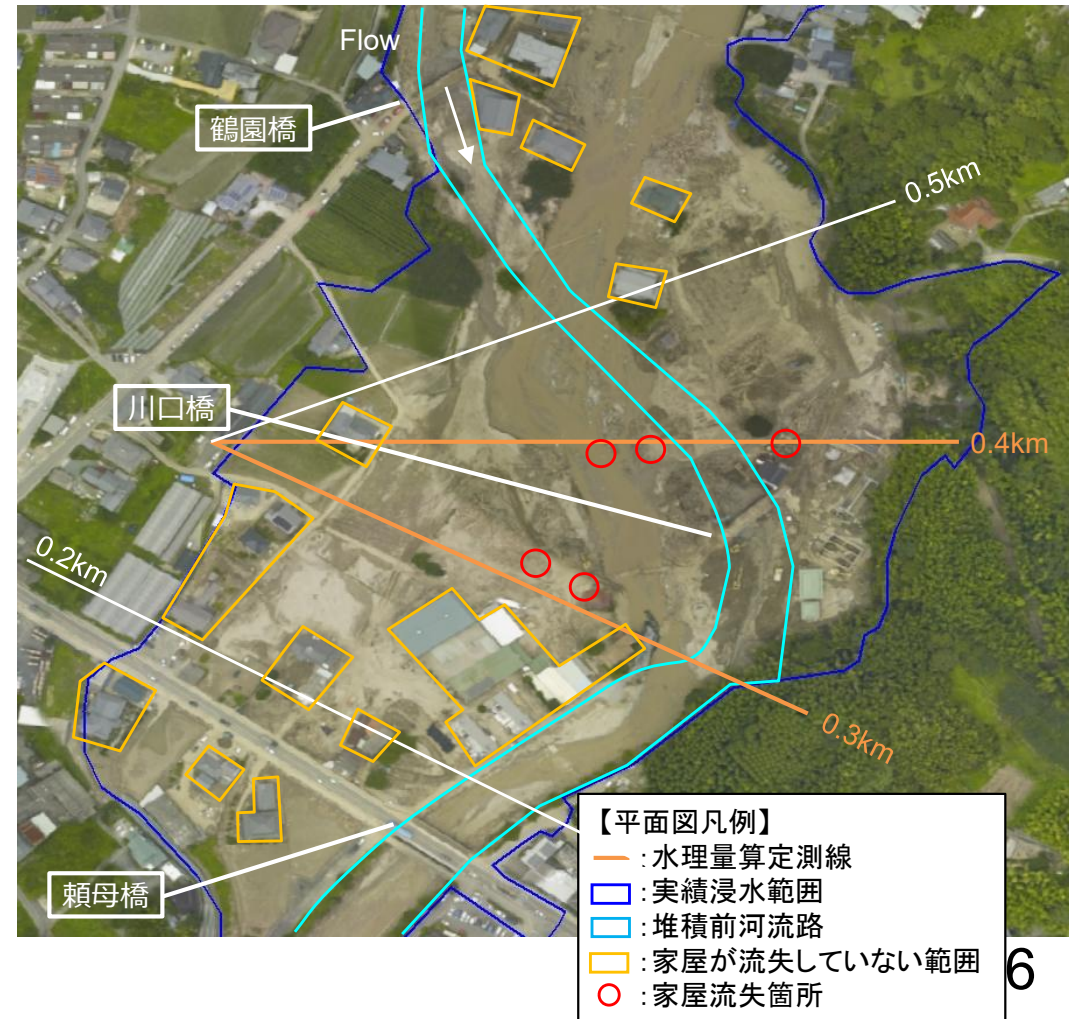 Flow
鶴園橋
0.5km
川口橋
0.4km
0.2km
0.3km
頼母橋
【平面図凡例】
:水理量算定測線
:実績浸水範囲
:堆積前河流路
:家屋が流失していない範囲
:家屋流失箇所
6